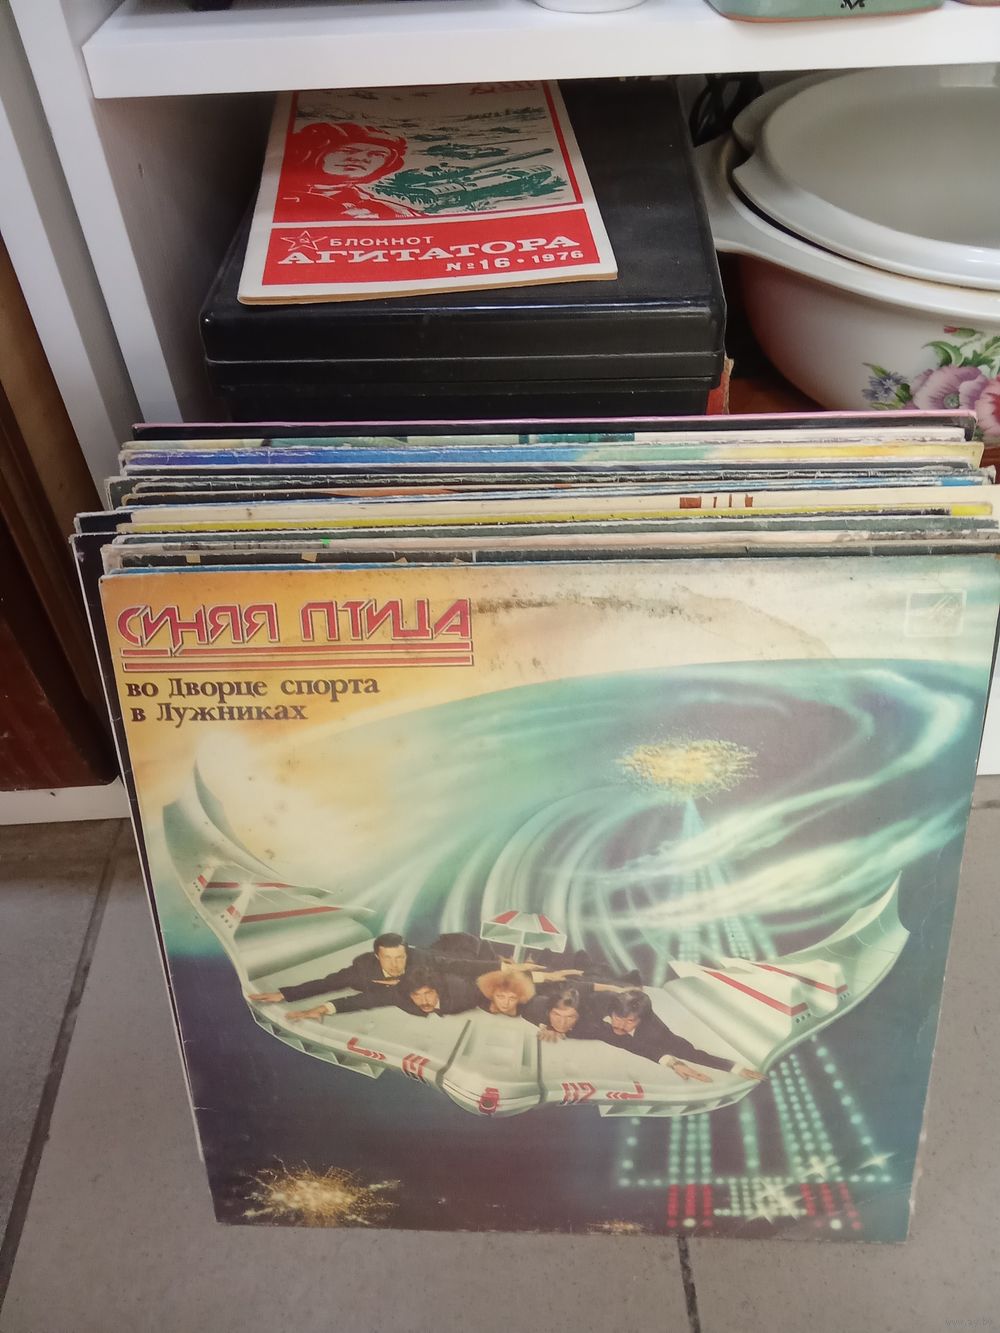 БЛОКНОТ
АГИТАТОРА
№16 • 1976
СИНЯЯ ПТИЦА
во Дворце спорта
в Лужниках